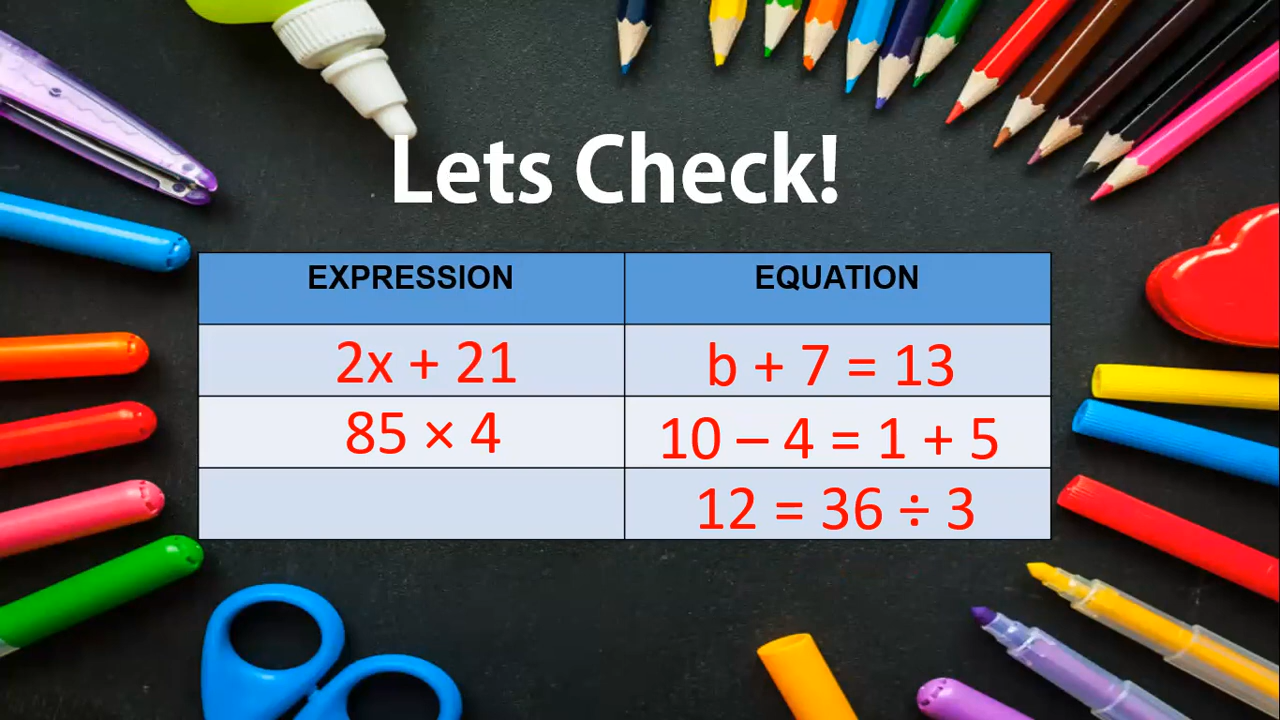 Lets Check!
EXPRESSION EQUATION
2x + 21 b + 7 = 13
85 × 4 10 – 4 = 1 + 5
12 = 36 ÷ 3